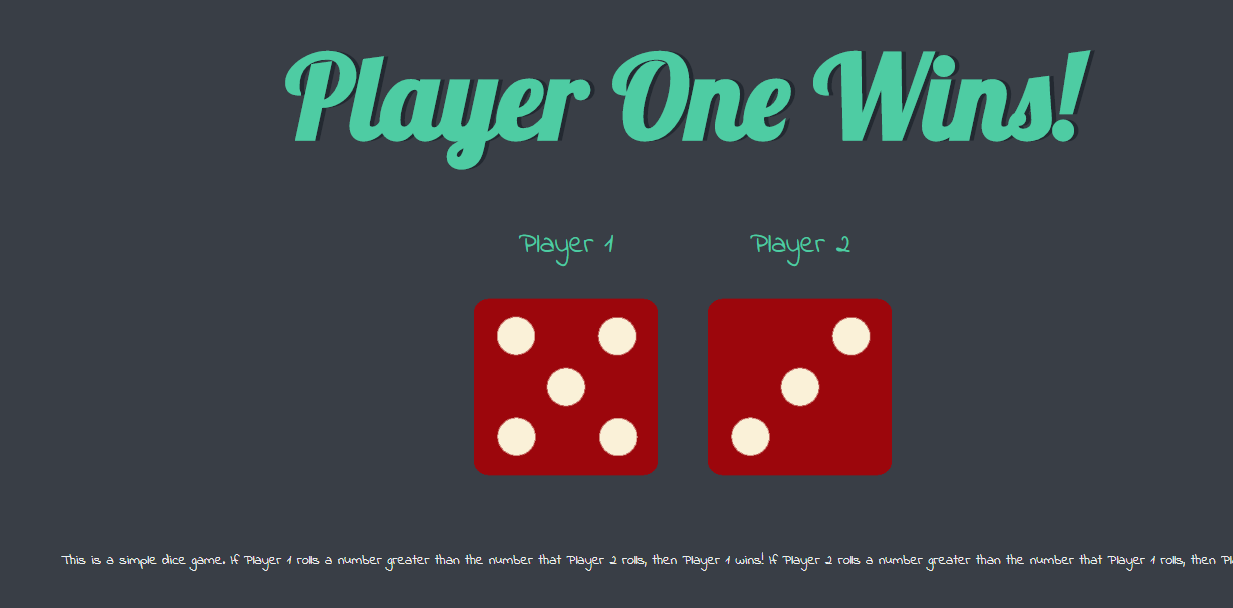 Player One Wins!
Player 1 Player 2
This is a simple dice game. If Player 1 rolls a number greater than the number that Player 2 rolls, then Player 1 wins! If Player 2 rolls a number greater than the number that Player 1 rolls, then